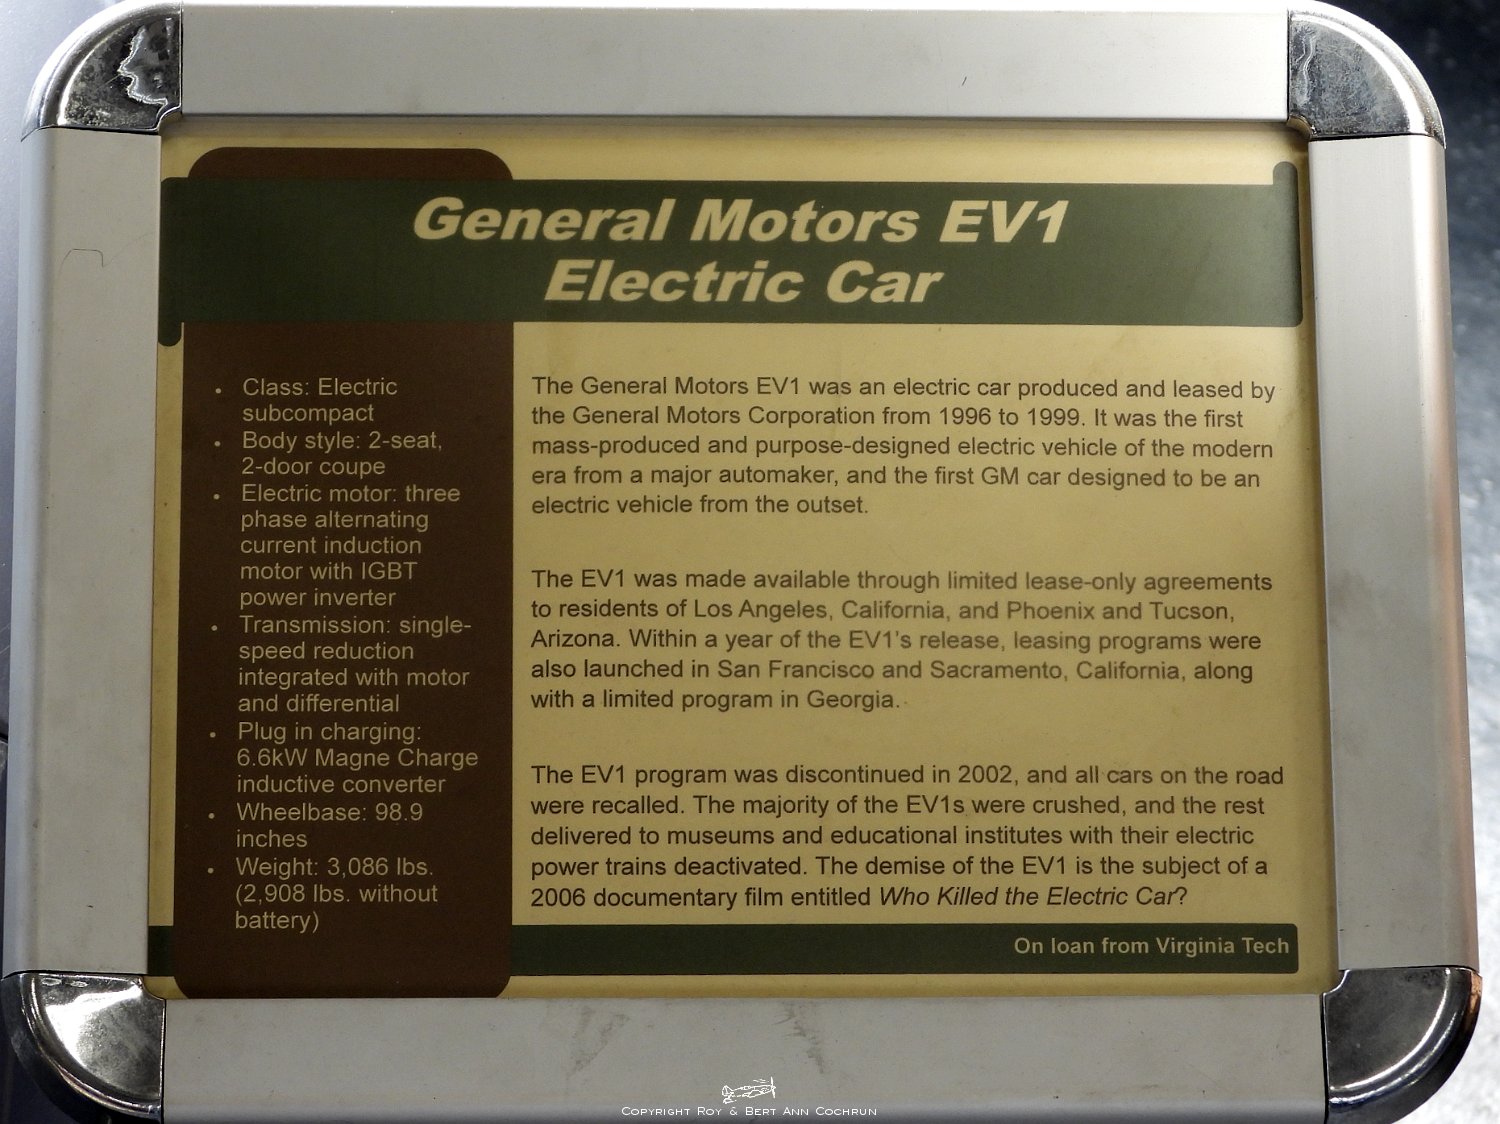 General Motors EV1
Electric Car
• Class: Electric
subcompact
• Body style: 2-seat,
2-door coupe
• Electric motor: three
phase alternating
current induction
motor with IGBT
power inverter
• Transmission: single-
speed reduction
integrated with motor
and differential
• Plug in charging:
6.6kW Magne Charge
inductive converter
• Wheelbase: 98.9
inches
• Weight: 3,086 lbs.
(2,908 lbs. without
battery)
The General Motors EV1 was an electric car produced and leased by
the General Motors Corporation from 1996 to 1999. It was the first
mass-produced and purpose-designed electric vehicle of the modern
era from a major automaker, and the first GM car designed to be an
electric vehicle from the outset.
The EV1 was made available through limited lease-only agreements
to residents of Los Angeles, California, and Phoenix and Tucson,
Arizona. Within a year of the EV1's release, leasing programs were
also launched in San Francisco and Sacramento, California, along
with a limited program in Georgia.
The EV1 program was discontinued in 2002, and all cars on the road
were recalled. The majority of the EV1s were crushed, and the rest
delivered to museums and educational institutes with their electric
power trains deactivated. The demise of the EV1 is the subject of a
2006 documentary film entitled Who Killed the Electric Car?
On loan from Virginia Tech
Copyright Roy & Bert Ann Cochrun